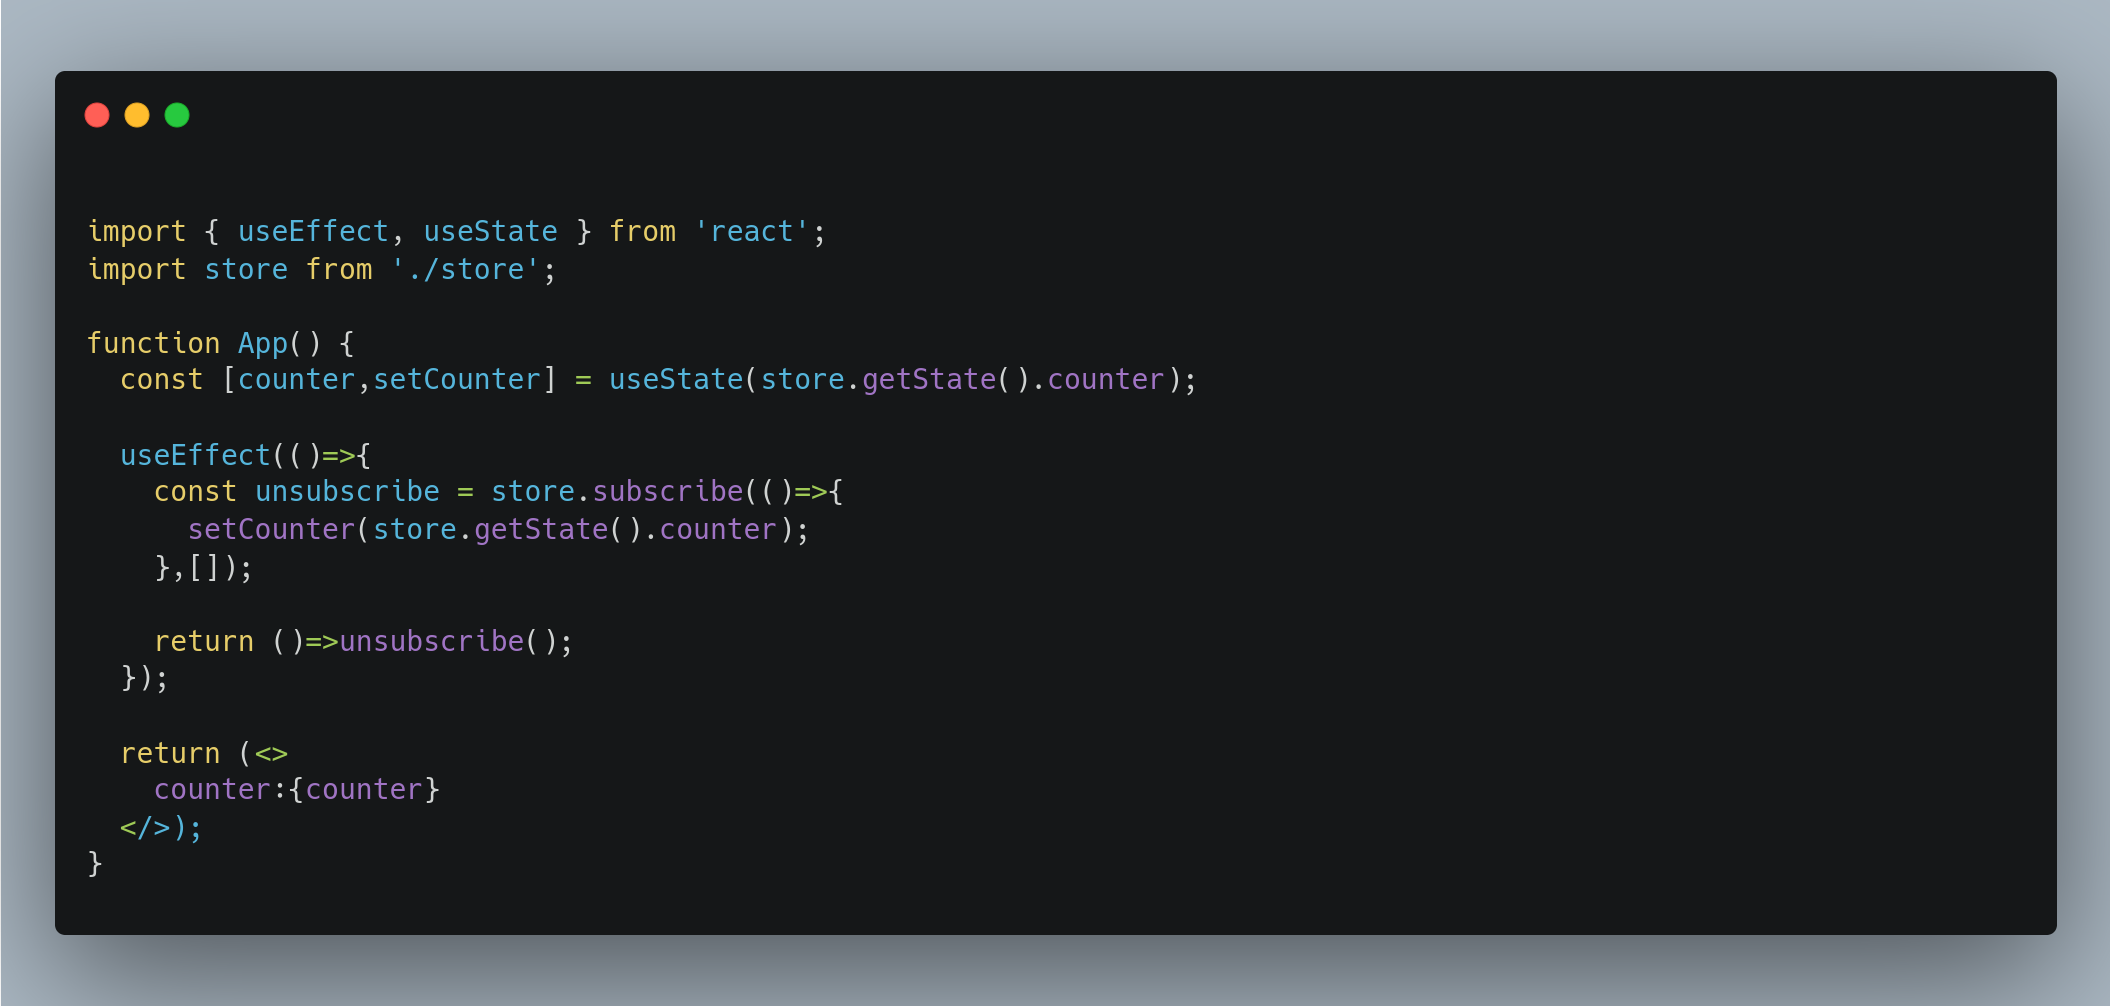 import { useEffect, useState } from 'react';
import store from './store';
function App() {
  const [counter,setCounter] = useState(store.getState().counter);
  useEffect(()=>{
    const unsubscribe = store.subscribe(()=>{
      setCounter(store.getState().counter);
    },[]);
    return ()=>unsubscribe();
  });
  return (<>
    counter:{counter}
  </>);
}